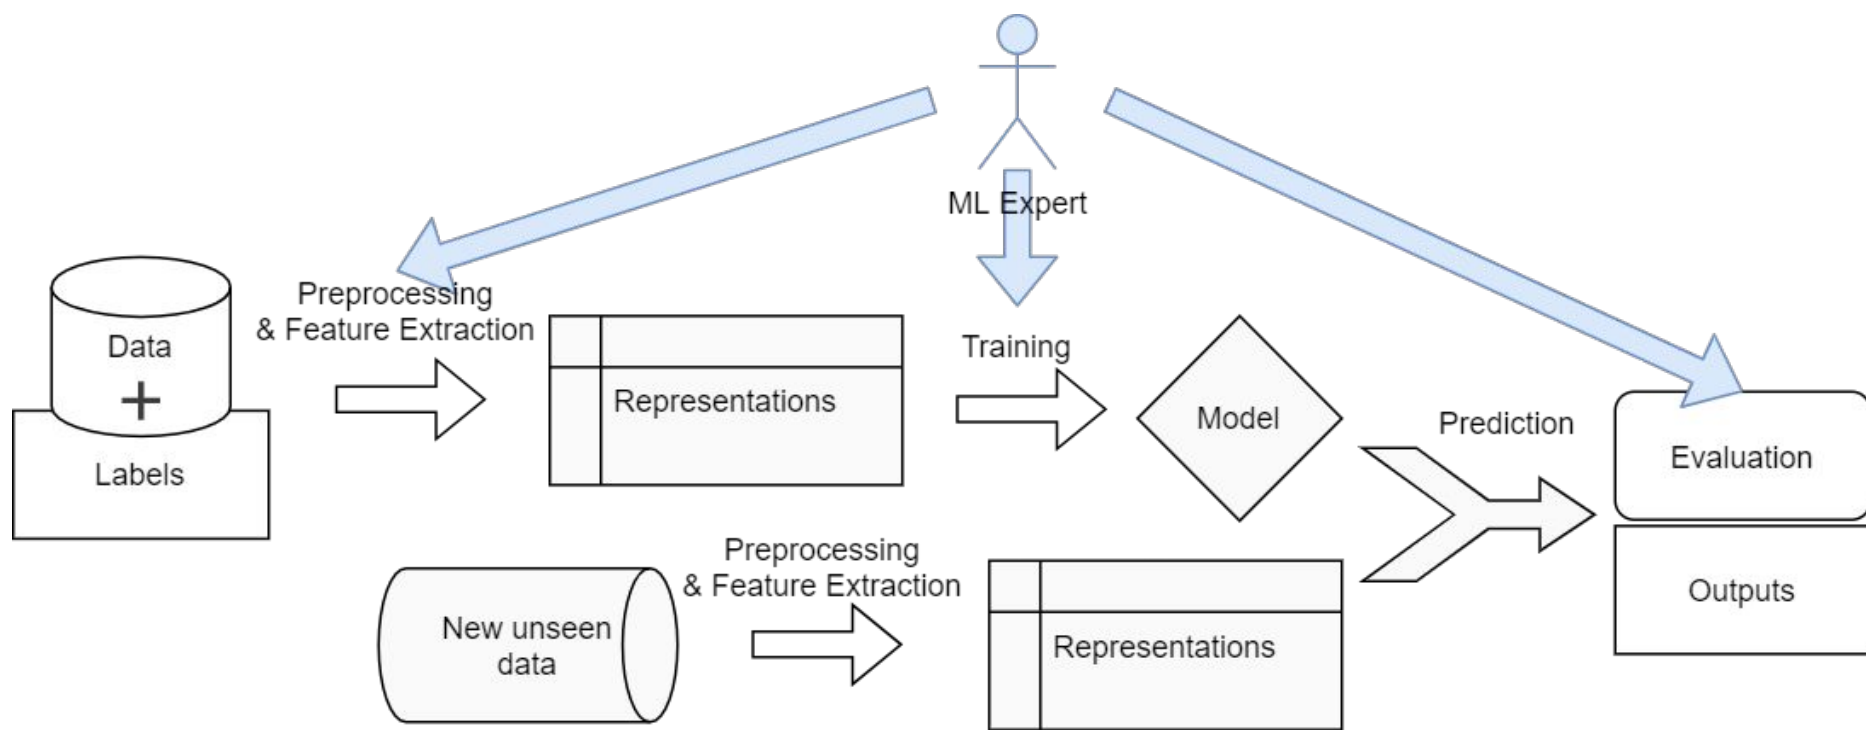 ML Expert
Preprocessing
& Feature Extraction
Data
+
Labels
Representations
Training
Model
Prediction
Evaluation
Outputs
New unseen
data
Preprocessing
& Feature Extraction
Representations